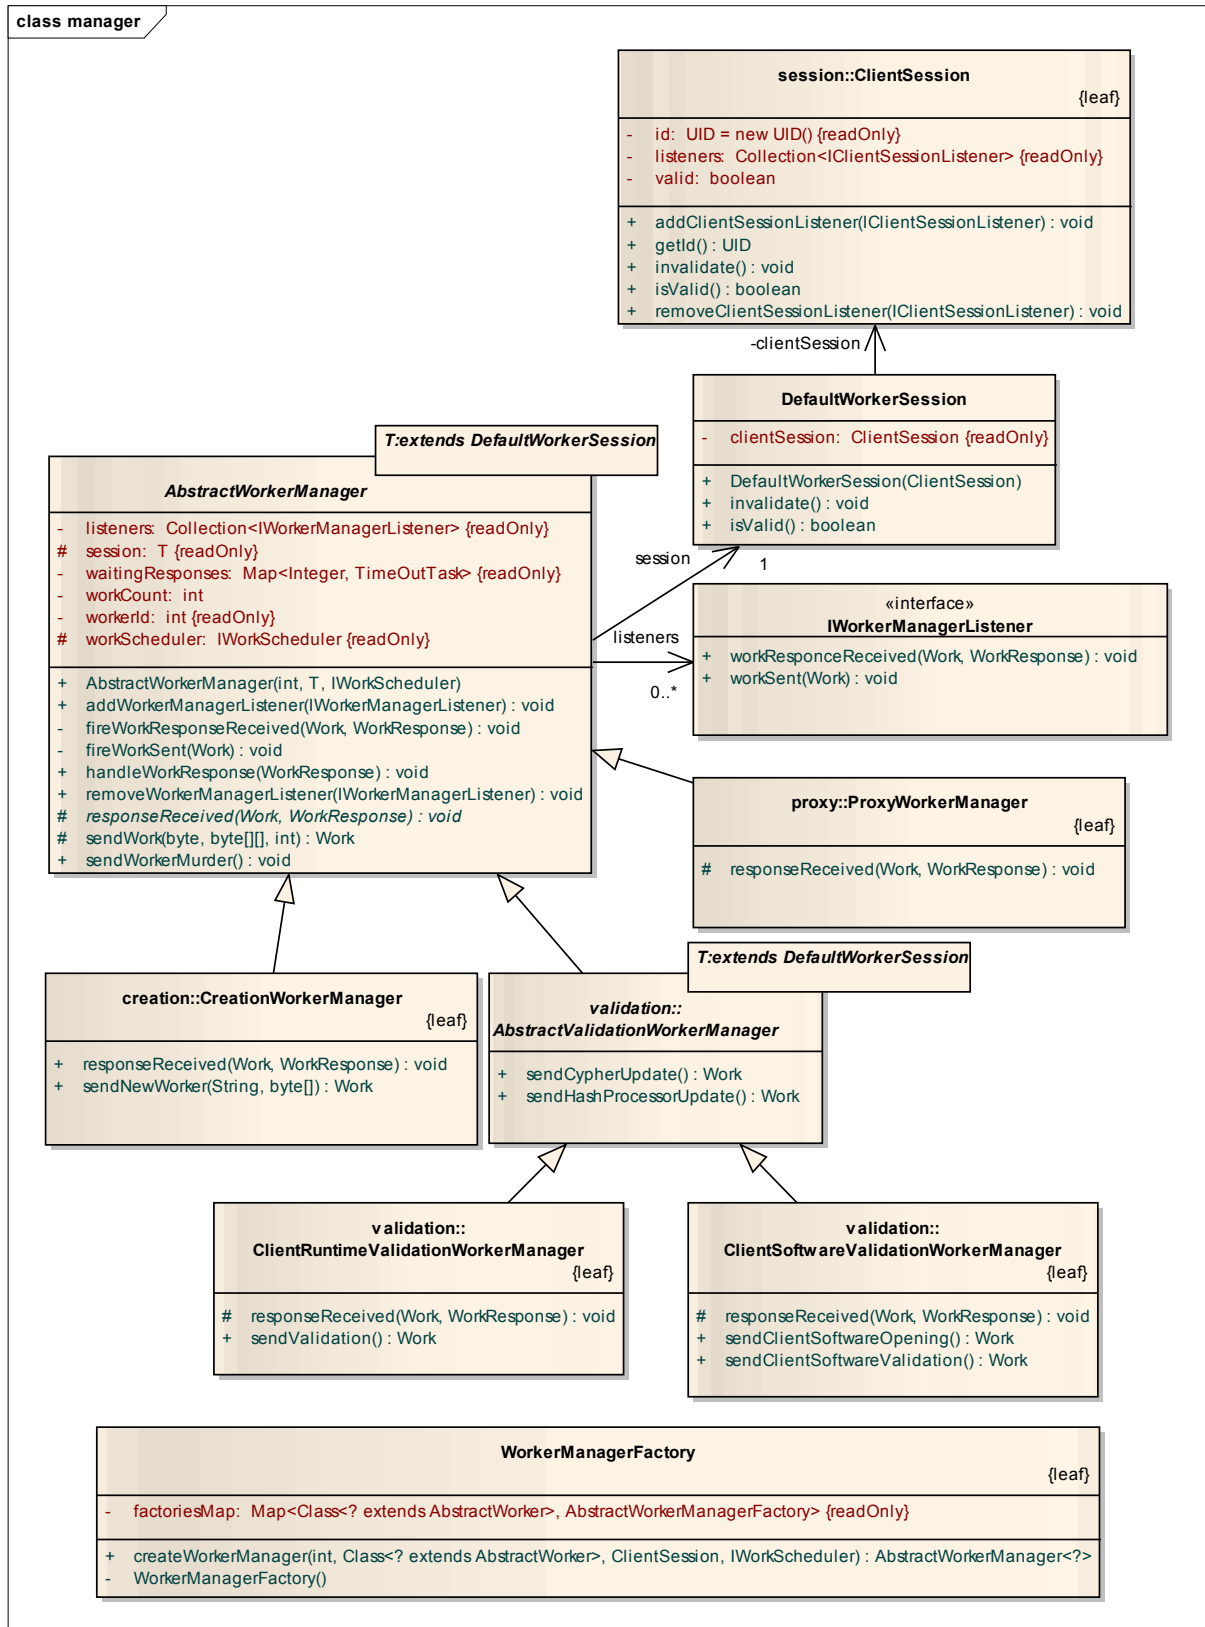 class manager
session::ClientSession
{leaf}
- id: UID = new UID() {readOnly}
- listeners: Collection<IClientSessionListener> {readOnly}
- valid: boolean
+ addClientSessionListener(IClientSessionListener) : void
+ getId() : UID
+ invalidate() : void
+ isValid() : boolean
+ removeClientSessionListener(IClientSessionListener) : void
-clientSession
DefaultWorkerSession
- clientSession: ClientSession {readOnly}
+ DefaultWorkerSession(ClientSession)
+ invalidate() : void
+ isValid() : boolean
T:extends DefaultWorkerSession
AbstractWorkerManager
- listeners: Collection<IWorkerManagerListener> {readOnly}
# session: T {readOnly}
- waitingResponses: Map<Integer, TimeOutTask> {readOnly}
- workCount: int
- workerId: int {readOnly}
# workScheduler: IWorkScheduler {readOnly}
+ AbstractWorkerManager(int, T, IWorkScheduler)
+ addWorkerManagerListener(IWorkerManagerListener) : void
- fireWorkResponseReceived(Work, WorkResponse) : void
- fireWorkSent(Work) : void
+ handleWorkResponse(WorkResponse) : void
+ removeWorkerManagerListener(IWorkerManagerListener) : void
# responseReceived(Work, WorkResponse) : void
# sendWork(byte, byte[][], int) : Work
+ sendWorkerMurder() : void
session
1
listeners
0..*
«interface»
IWorkerManagerListener
+ workResponceReceived(Work, WorkResponse) : void
+ workSent(Work) : void
proxy::ProxyWorkerManager
{leaf}
# responseReceived(Work, WorkResponse) : void
creation::CreationWorkerManager
{leaf}
+ responseReceived(Work, WorkResponse) : void
+ sendNewWorker(String, byte[]) : Work
T:extends DefaultWorkerSession
validation::
AbstractValidationWorkerManager
+ sendCypherUpdate() : Work
+ sendHashProcessorUpdate() : Work
validation::
ClientRuntimeValidationWorkerManager
{leaf}
# responseReceived(Work, WorkResponse) : void
+ sendValidation() : Work
validation::
ClientSoftwareValidationWorkerManager
{leaf}
# responseReceived(Work, WorkResponse) : void
+ sendClientSoftwareOpening() : Work
+ sendClientSoftwareValidation() : Work
WorkerManagerFactory
{leaf}
- factoriesMap: Map<Class<? extends AbstractWorker>, AbstractWorkerManagerFactory> {readOnly}
+ createWorkerManager(int, Class<? extends AbstractWorker>, ClientSession, IWorkScheduler) : AbstractWorkerManager<?>
- WorkerManagerFactory()